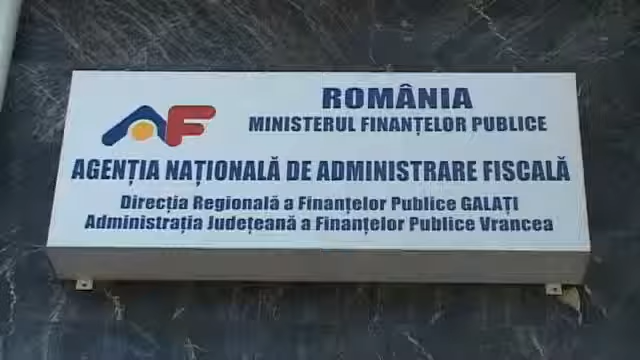 ROMÂNIA
MINISTERUL FINANȚELOR PUBLICE
AF
AGENȚIA NAȚIONALĂ DE ADMINISTRARE FISCALĂ
Direcția Regională a Finanțelor Publice GALAȚI
Administrația Județeană a Finanțelor Publice Vrancea